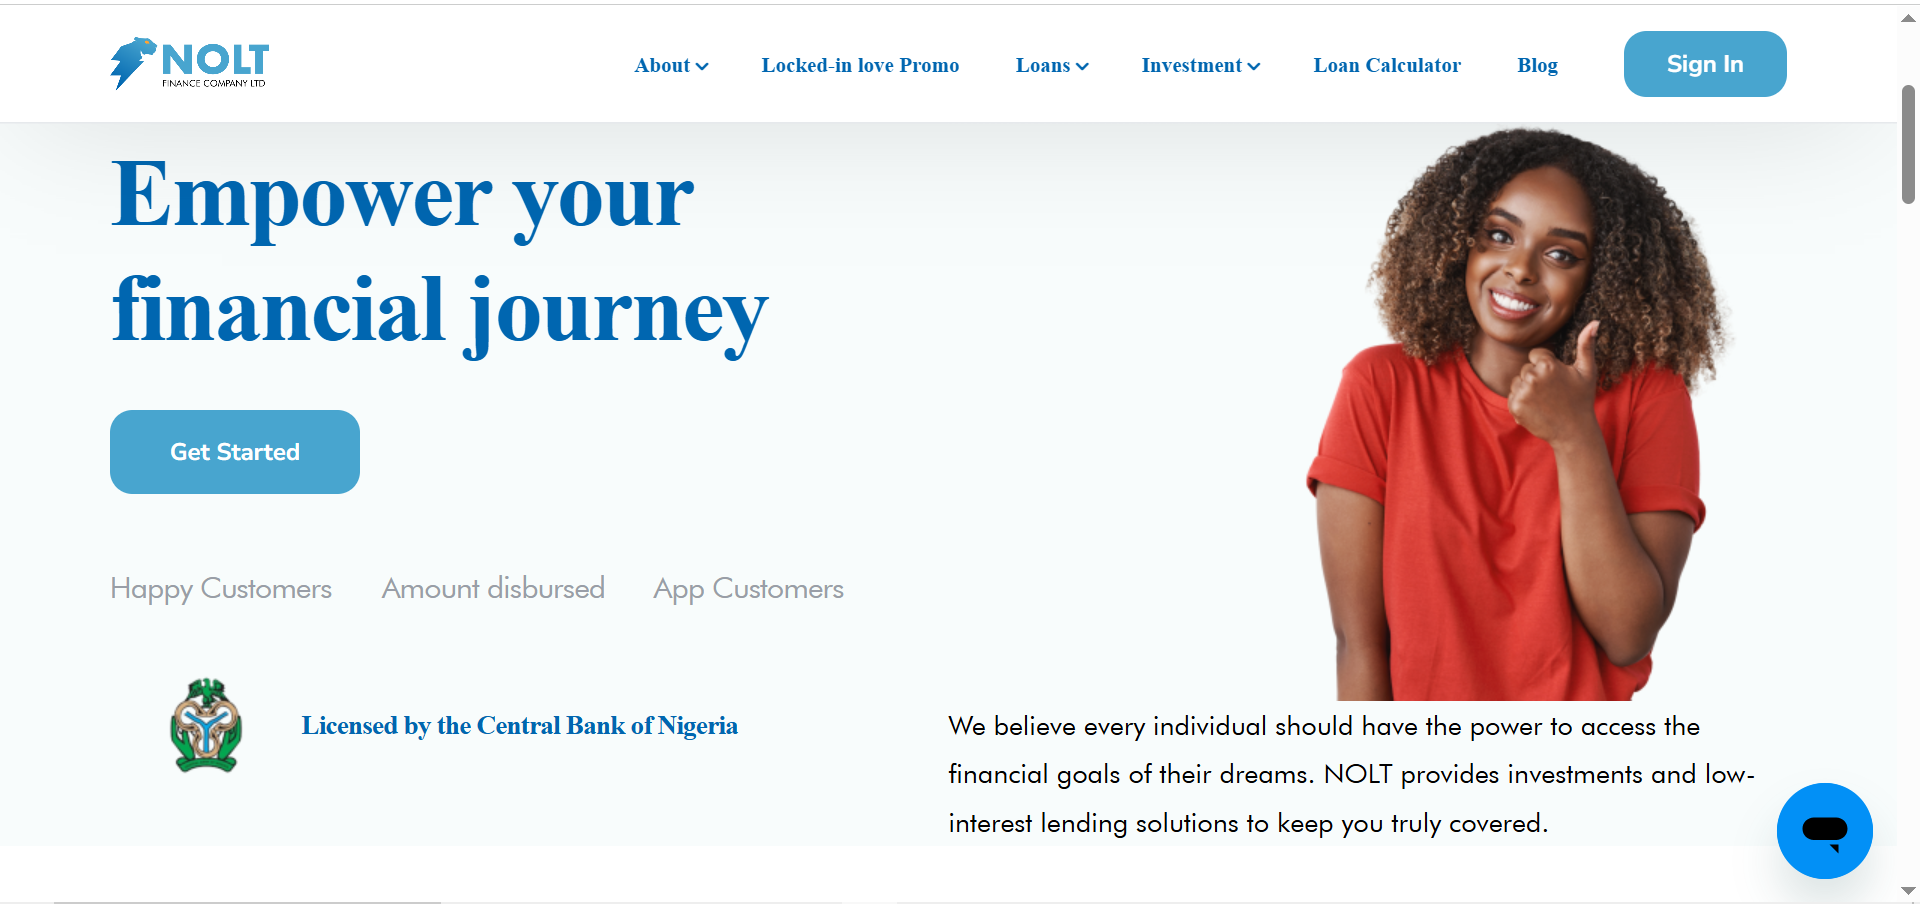 NOLT
FINANCE COMPANY LTD
About
Locked-in love Promo
Loans
Investment
Loan Calculator
Blog
Sign In
Empower your
financial journey
Get Started
Happy Customers
Amount disbursed
App Customers
Licensed by the Central Bank of Nigeria
We believe every individual should have the power to access the
financial goals of their dreams. NOLT provides investments and low-
interest lending solutions to keep you truly covered.